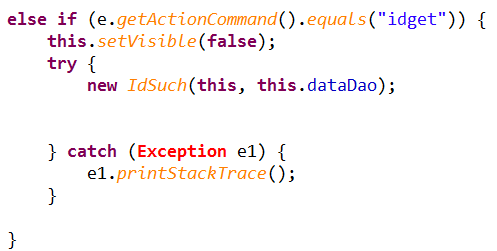 else if (e.getActionCommand().equals("idget")) {
    this.setVisible(false);
    try {
        new IdSuch(this, this.dataDao);
    } catch (Exception e1) {
        e1.printStackTrace();
    }
}